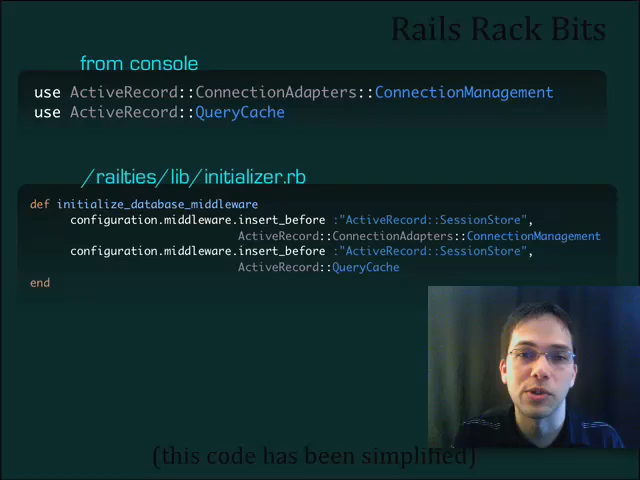 Rails Rack Bits
from console
use ActiveRecord::ConnectionAdapters::ConnectionManagement
use ActiveRecord::QueryCache
/railties/lib/initializer.rb
def initialize_database_middleware
configuration.middleware.insert_before :"ActiveRecord::SessionStore",
ActiveRecord::ConnectionAdapters::ConnectionManagement
configuration.middleware.insert_before :"ActiveRecord::SessionStore",
ActiveRecord::QueryCache
end
(this code has been simplified)